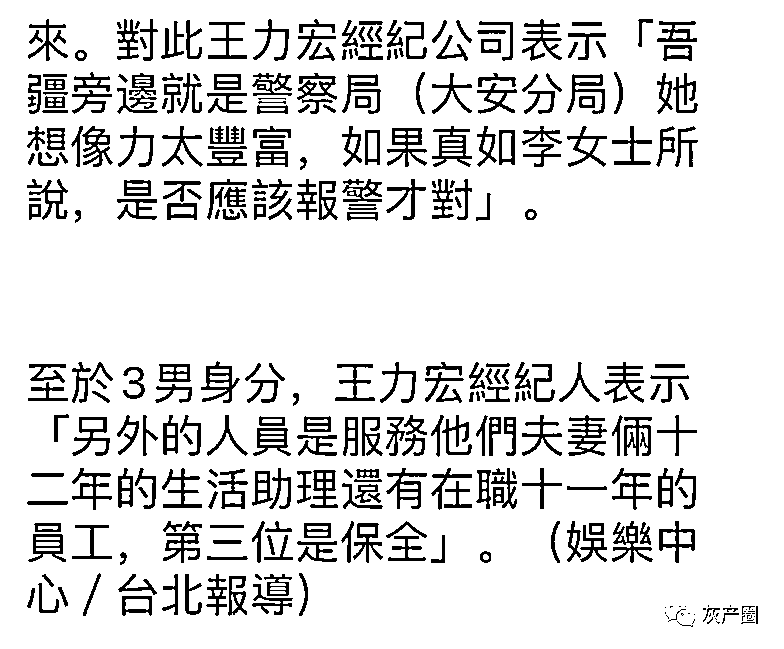 來。對此王力宏經紀公司表示「吾
疆旁邊就是警察局（大安分局）她
想像力太豐富，如果真如李女士所
說，是否應該報警才對」。
至於3男身分，王力宏經紀人表示
「另外的人員是服務他們夫妻倆十
二年的生活助理還有在職十一年的
員工，第三位是保全」。（娛樂中
心／台北報導）
灰产圈